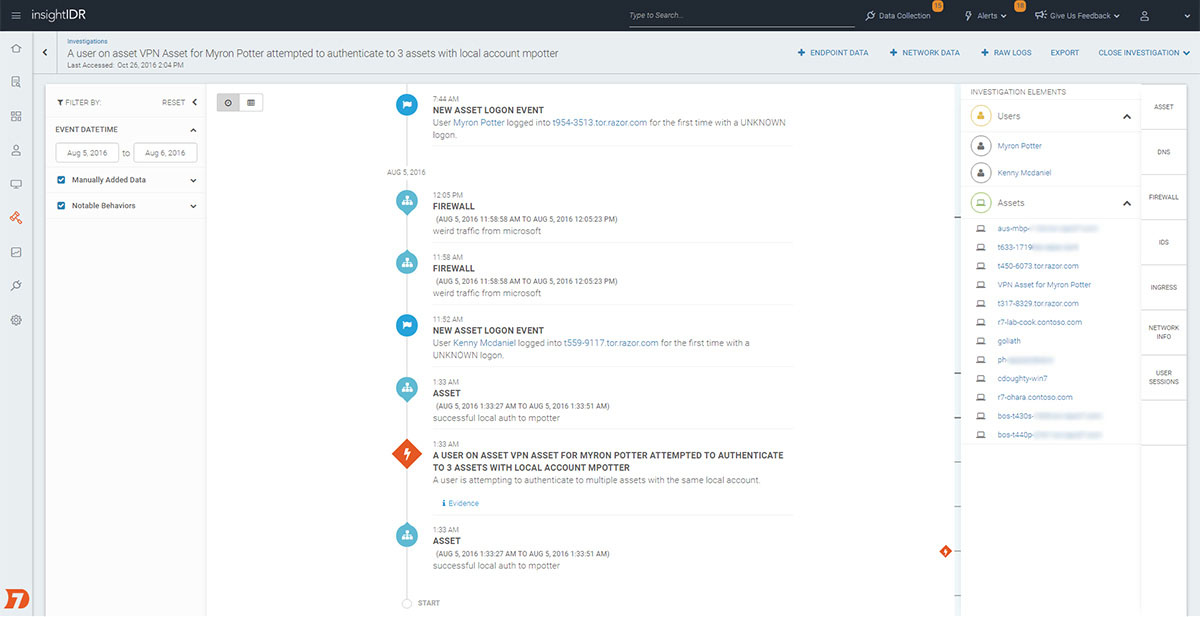 insightIDR
Type to Search...
Data Collection
15
Alerts
18
Give Us Feedback
Investigations
A user on asset VPN Asset for Myron Potter attempted to authenticate to 3 assets with local account mpotter
Last Accessed: Oct 26, 2016 2:04 PM
ENDPOINT DATA
NETWORK DATA
RAW LOGS
EXPORT
CLOSE INVESTIGATION
FILTER BY:
RESET
EVENT DATETIME
Aug 5, 2016 to Aug 6, 2016
Manually Added Data
Notable Behaviors
7:44 AM
NEW ASSET LOGON EVENT
User Myron Potter logged into t954-3513.tor.razor.com for the first time with a UNKNOWN
logon.
AUG 5, 2016
12:05 PM
FIREWALL
(AUG 5, 2016 11:58:58 AM TO AUG 5, 2016 12:05:23 PM)
weird traffic from microsoft
11:58 AM
FIREWALL
(AUG 5, 2016 11:58:58 AM TO AUG 5, 2016 12:05:23 PM)
weird traffic from microsoft
11:52 AM
NEW ASSET LOGON EVENT
User Kenny Mcdaniel logged into t559-9117.tor.razor.com for the first time with a
UNKNOWN logon.
1:33 AM
ASSET
(AUG 5, 2016 1:33:27 AM TO AUG 5, 2016 1:33:51 AM)
successful local auth to mpotter
1:33 AM
A USER ON ASSET VPN ASSET FOR MYRON POTTER ATTEMPTED TO AUTHENTICATE
TO 3 ASSETS WITH LOCAL ACCOUNT MPOTTER
A user is attempting to authenticate to multiple assets with the same local account.
Evidence
1:33 AM
ASSET
(AUG 5, 2016 1:33:27 AM TO AUG 5, 2016 1:33:51 AM)
successful local auth to mpotter
START
INVESTIGATION ELEMENTS
Users
Myron Potter
Kenny Mcdaniel
Assets
aus-mbp-
t633-1719
t450-6073.tor.razor.com
VPN Asset for Myron Potter
t317-8329.tor.razor.com
r7-lab-cook.contoso.com
goliath
ph-
cdoughty-win7
r7-ohara.contoso.com
bos-t430s-
bos-t440p-
ASSET
DNS
FIREWALL
IDS
INGRESS
NETWORK
INFO
USER
SESSIONS